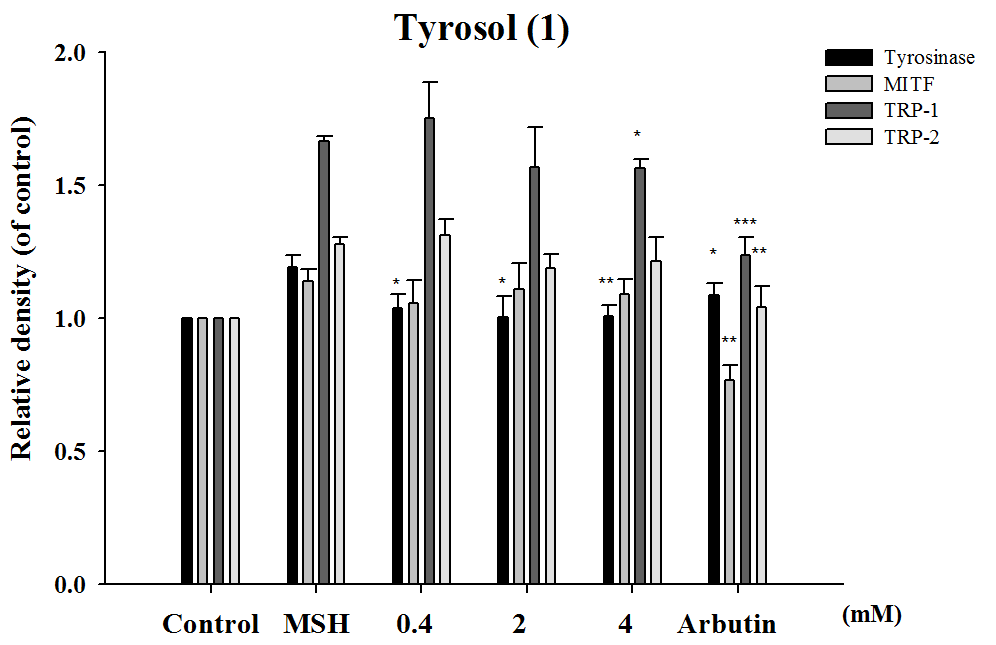 Tyrosol (1)
Tyrosinase
MITF
TRP-1
TRP-2
Relative density (of control)
2.0
1.5
1.0
0.5
0.0
*
*
**
*
*
**
***
**
Control MSH 0.4 2 4 Arbutin (mM)